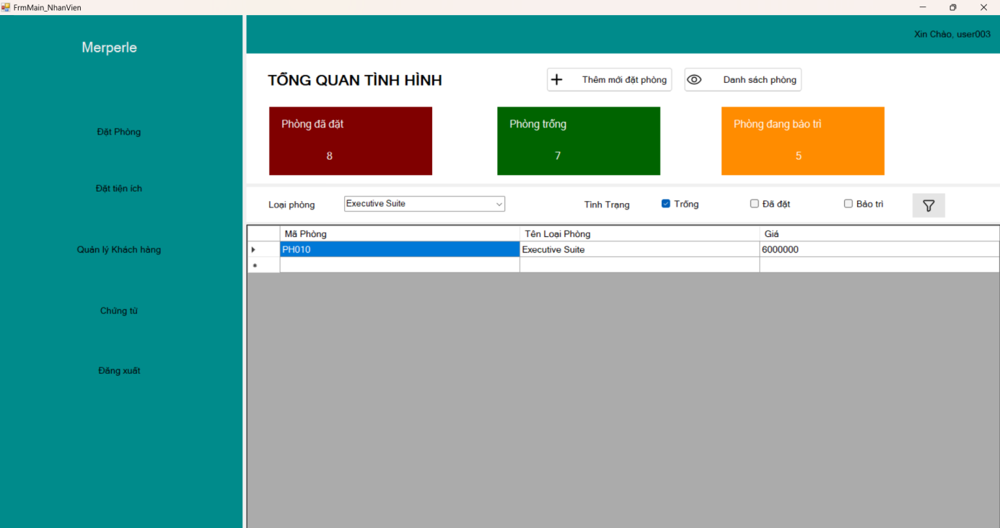 FrmMain_NhanVien
Merperle
Xin Chào, user003
Đặt Phòng
Đặt tiện ích
Quản lý Khách hàng
Chứng từ
Đăng xuất
TỔNG QUAN TÌNH HÌNH
Thêm mới đặt phòng
Danh sách phòng
Phòng đã đặt
8
Phòng trống
7
Phòng đang bảo trì
5
Loại phòng
Executive Suite
Tình Trạng
Trống
Đã đặt
Bảo trì
Mã Phòng Tên Loại Phòng Giá
PH010 Executive Suite 6000000